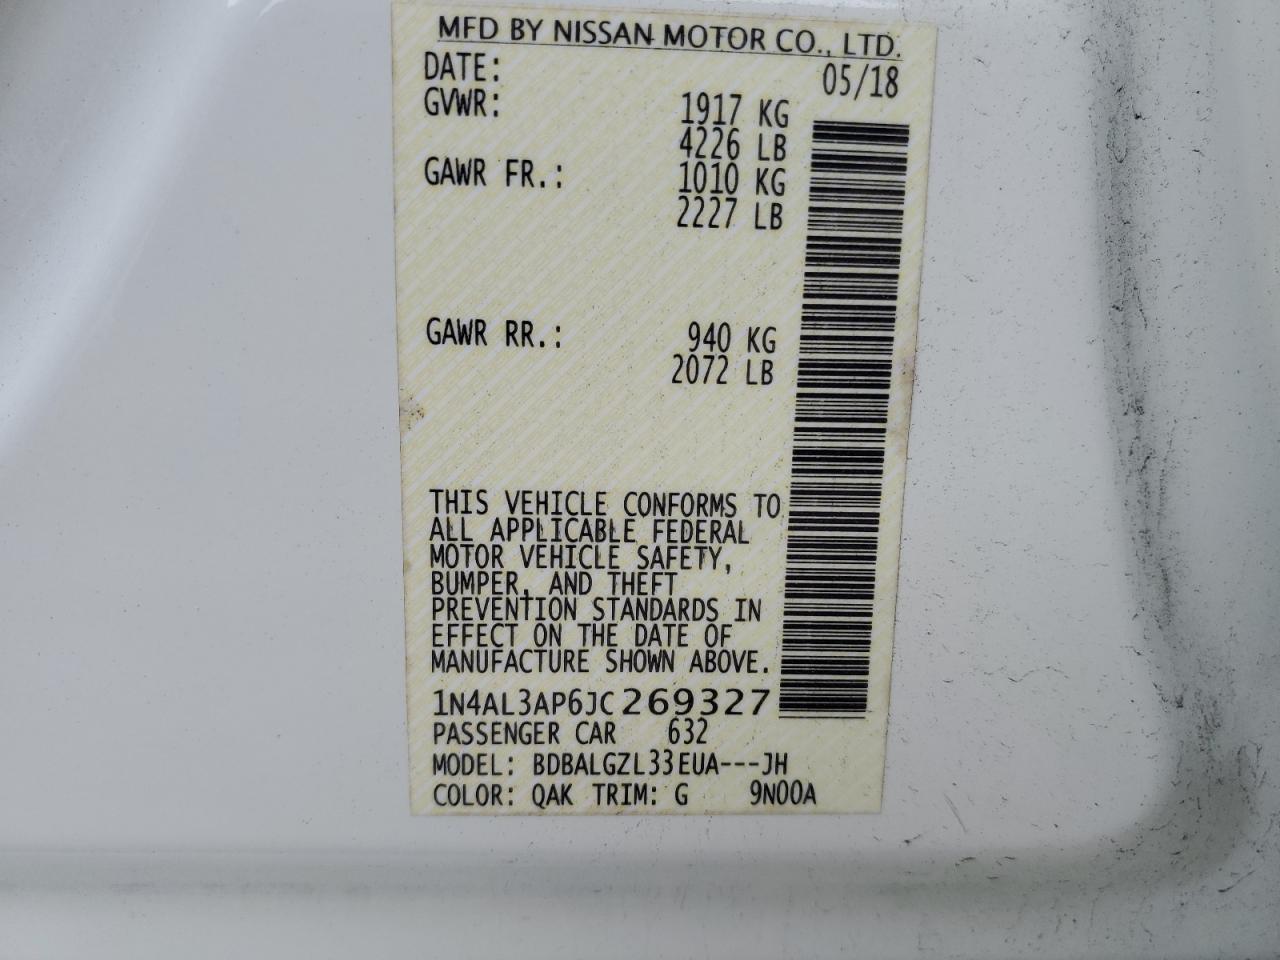 MFD BY NISSAN MOTOR CO., LTD.
DATE: 05/18
GVWR: 1917 KG
4226 LB
GAWR FR.: 1010 KG
2227 LB
GAWR RR.: 940 KG
2072 LB
THIS VEHICLE CONFORMS TO
ALL APPLICABLE FEDERAL
MOTOR VEHICLE SAFETY,
BUMPER, AND THEFT
PREVENTION STANDARDS IN
EFFECT ON THE DATE OF
MANUFACTURE SHOWN ABOVE.
1N4AL3AP6JC269327
PASSENGER CAR 632
MODEL: BDBALGZL33EUA---JH
COLOR: QAK TRIM: G 9N00A